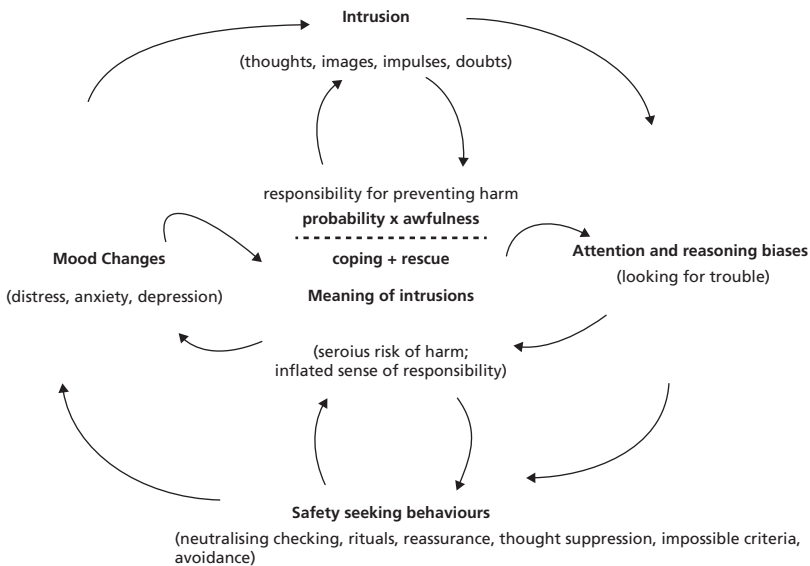 Intrusion
(thoughts, images, impulses, doubts)
responsibility for preventing harm
probability x awfulness
coping + rescue
Meaning of intrusions
(seroius risk of harm;
inflated sense of responsibility)
Mood Changes
(distress, anxiety, depression)
Attention and reasoning biases
(looking for trouble)
Safety seeking behaviours
(neutralising checking, rituals, reassurance, thought suppression, impossible criteria,
avoidance)